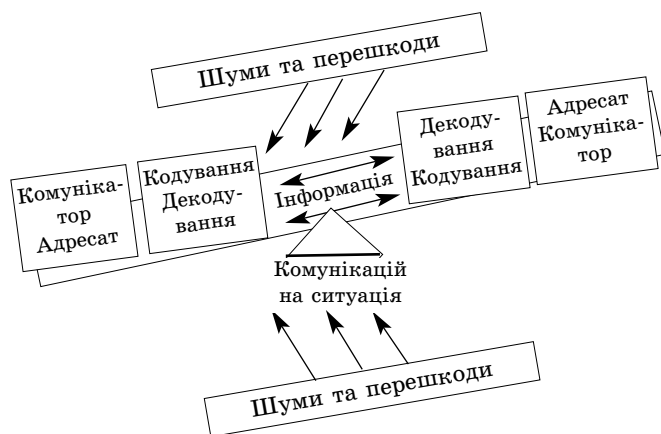 Шуми та перешкоди
Комуніка-
тор
Адресат
Кодування
Декоду-
вання
Інформація
Декоду-
вання
Кодування
Адресат
Комуніка-
тор
Комунікацій
на ситуація
Шуми та перешкоди